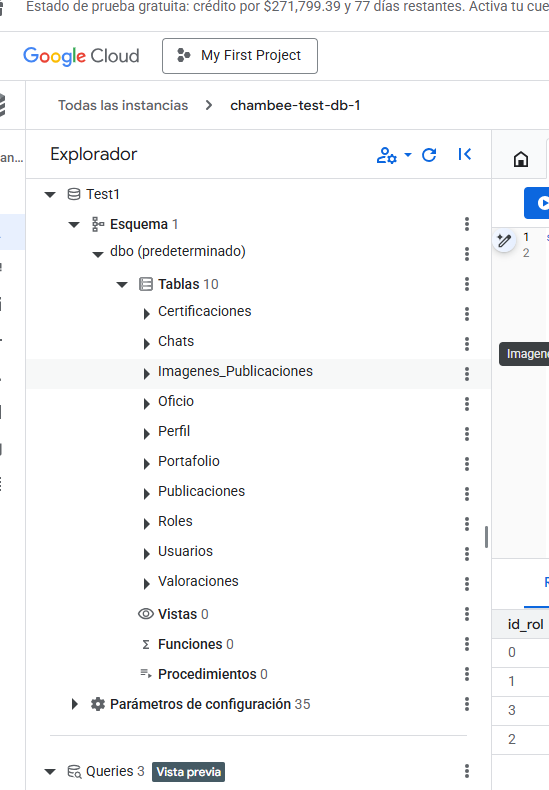 Estado de prueba gratuita: crédito por $271,799.39 y 77 días restantes. Activa tu cue
Google Cloud
My First Project
Todas las instancias > chambee-test-db-1
an...
Explorador
Test1
Esquema 1
dbo (predeterminado)
Tablas 10
Certificaciones
Chats
Imagenes_Publicaciones
Oficio
Perfil
Portafolio
Publicaciones
Roles
Usuarios
Valoraciones
Vistas 0
Funciones 0
Procedimientos 0
Parámetros de configuración 35
Queries 3 Vista previa
1
2
Imagen
id_rol
0
1
3
2